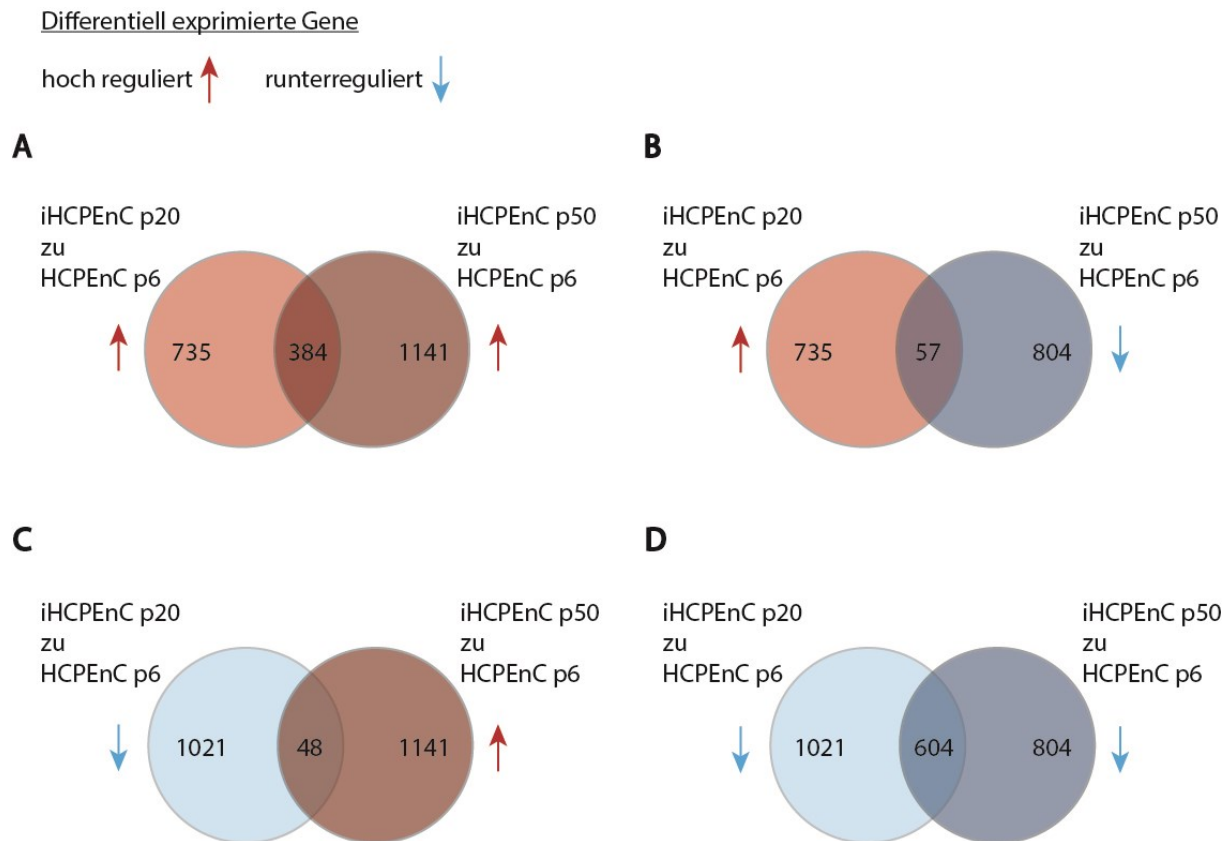 Differentiell exprimierte Gene
hoch reguliert
runterreguliert
A
iHCPEnC p20
zu
HCPEnC p6
iHCPEnC p50
zu
HCPEnC p6
735
384
1141
B
iHCPEnC p20
zu
HCPEnC p6
iHCPEnC p50
zu
HCPEnC p6
735
57
804
C
iHCPEnC p20
zu
HCPEnC p6
iHCPEnC p50
zu
HCPEnC p6
1021
48
1141
D
iHCPEnC p20
zu
HCPEnC p6
iHCPEnC p50
zu
HCPEnC p6
1021
604
804